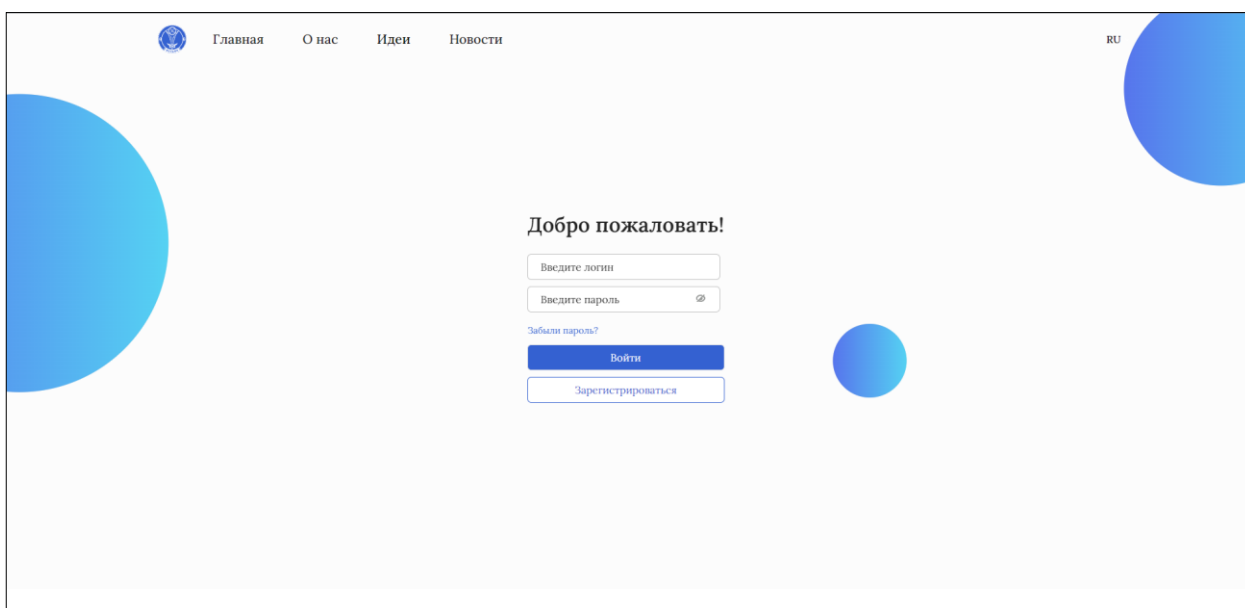 Главная О нас Идеи Новости RU
Добро пожаловать!
Введите логин
Введите пароль
Забыли пароль?
Войти
Зарегистрироваться